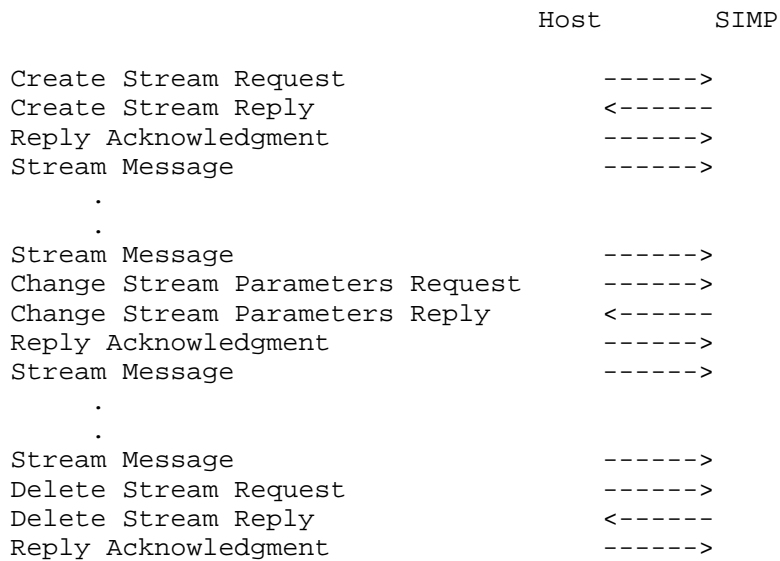 Host SIMP
Create Stream Request ------>
Create Stream Reply <------
Reply Acknowledgment ------>
Stream Message ------>
.
.
Stream Message ------>
Change Stream Parameters Request ------>
Change Stream Parameters Reply <------
Reply Acknowledgment ------>
Stream Message ------>
.
.
Stream Message ------>
Delete Stream Request ------>
Delete Stream Reply <------
Reply Acknowledgment ------>